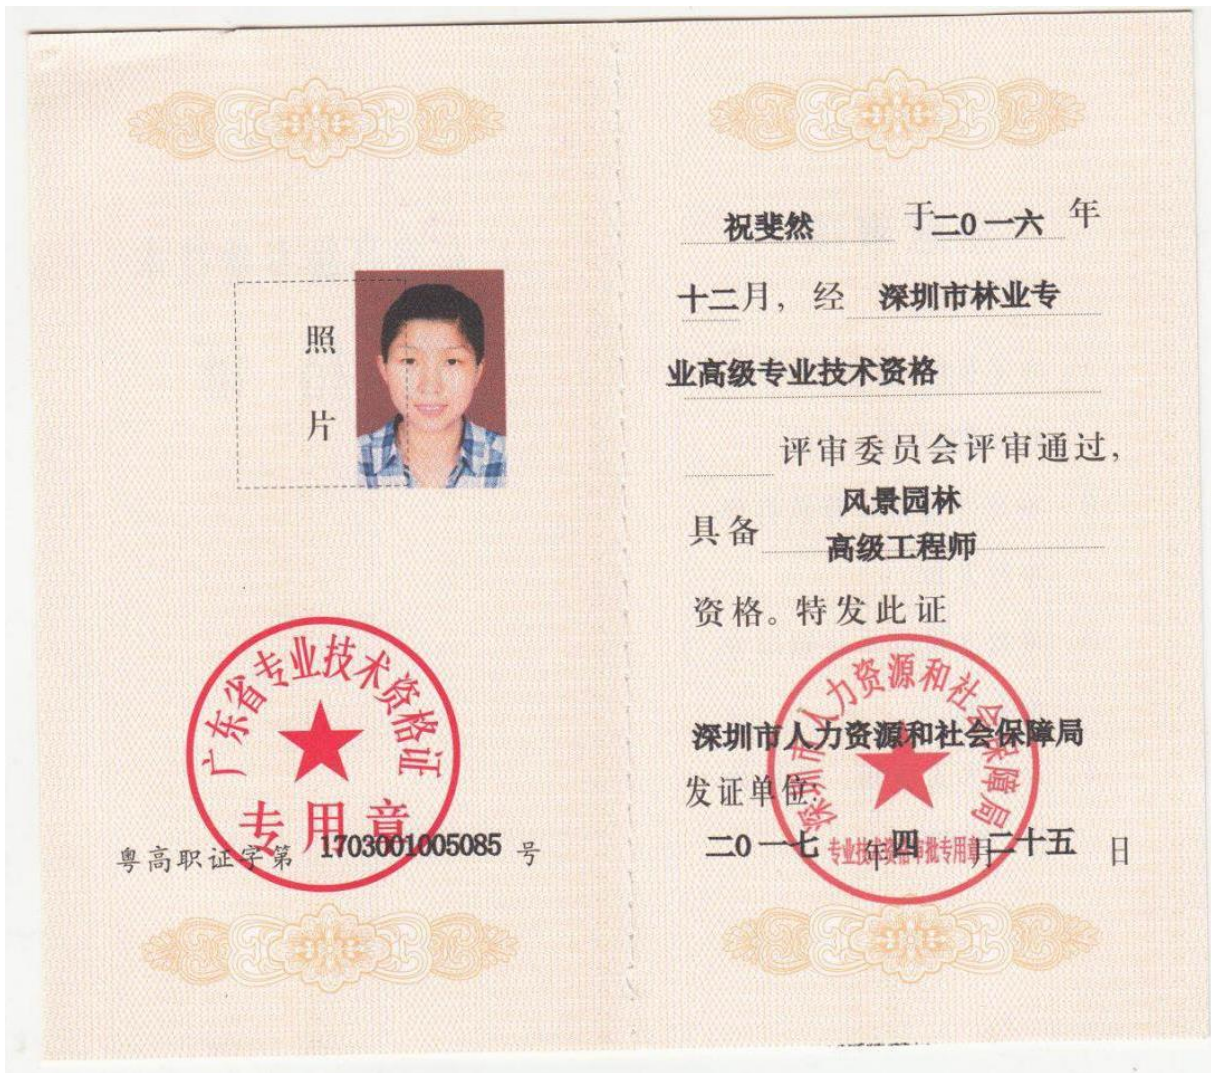 照
片
广东省专业技术资格证
专用章
粤高职证字第 1703001005085 号
祝斐然 于二0一六 年
十二月，经 深圳市林业专
业高级专业技术资格
评审委员会评审通过，
风景园林
具备
高级工程师
资格。特发此证
深圳市人力资源和社会保障局
深圳市人力资源和社会保障局
发证单位：
专业技术资格审批专用章
二0一七 年 四 月二十五 日